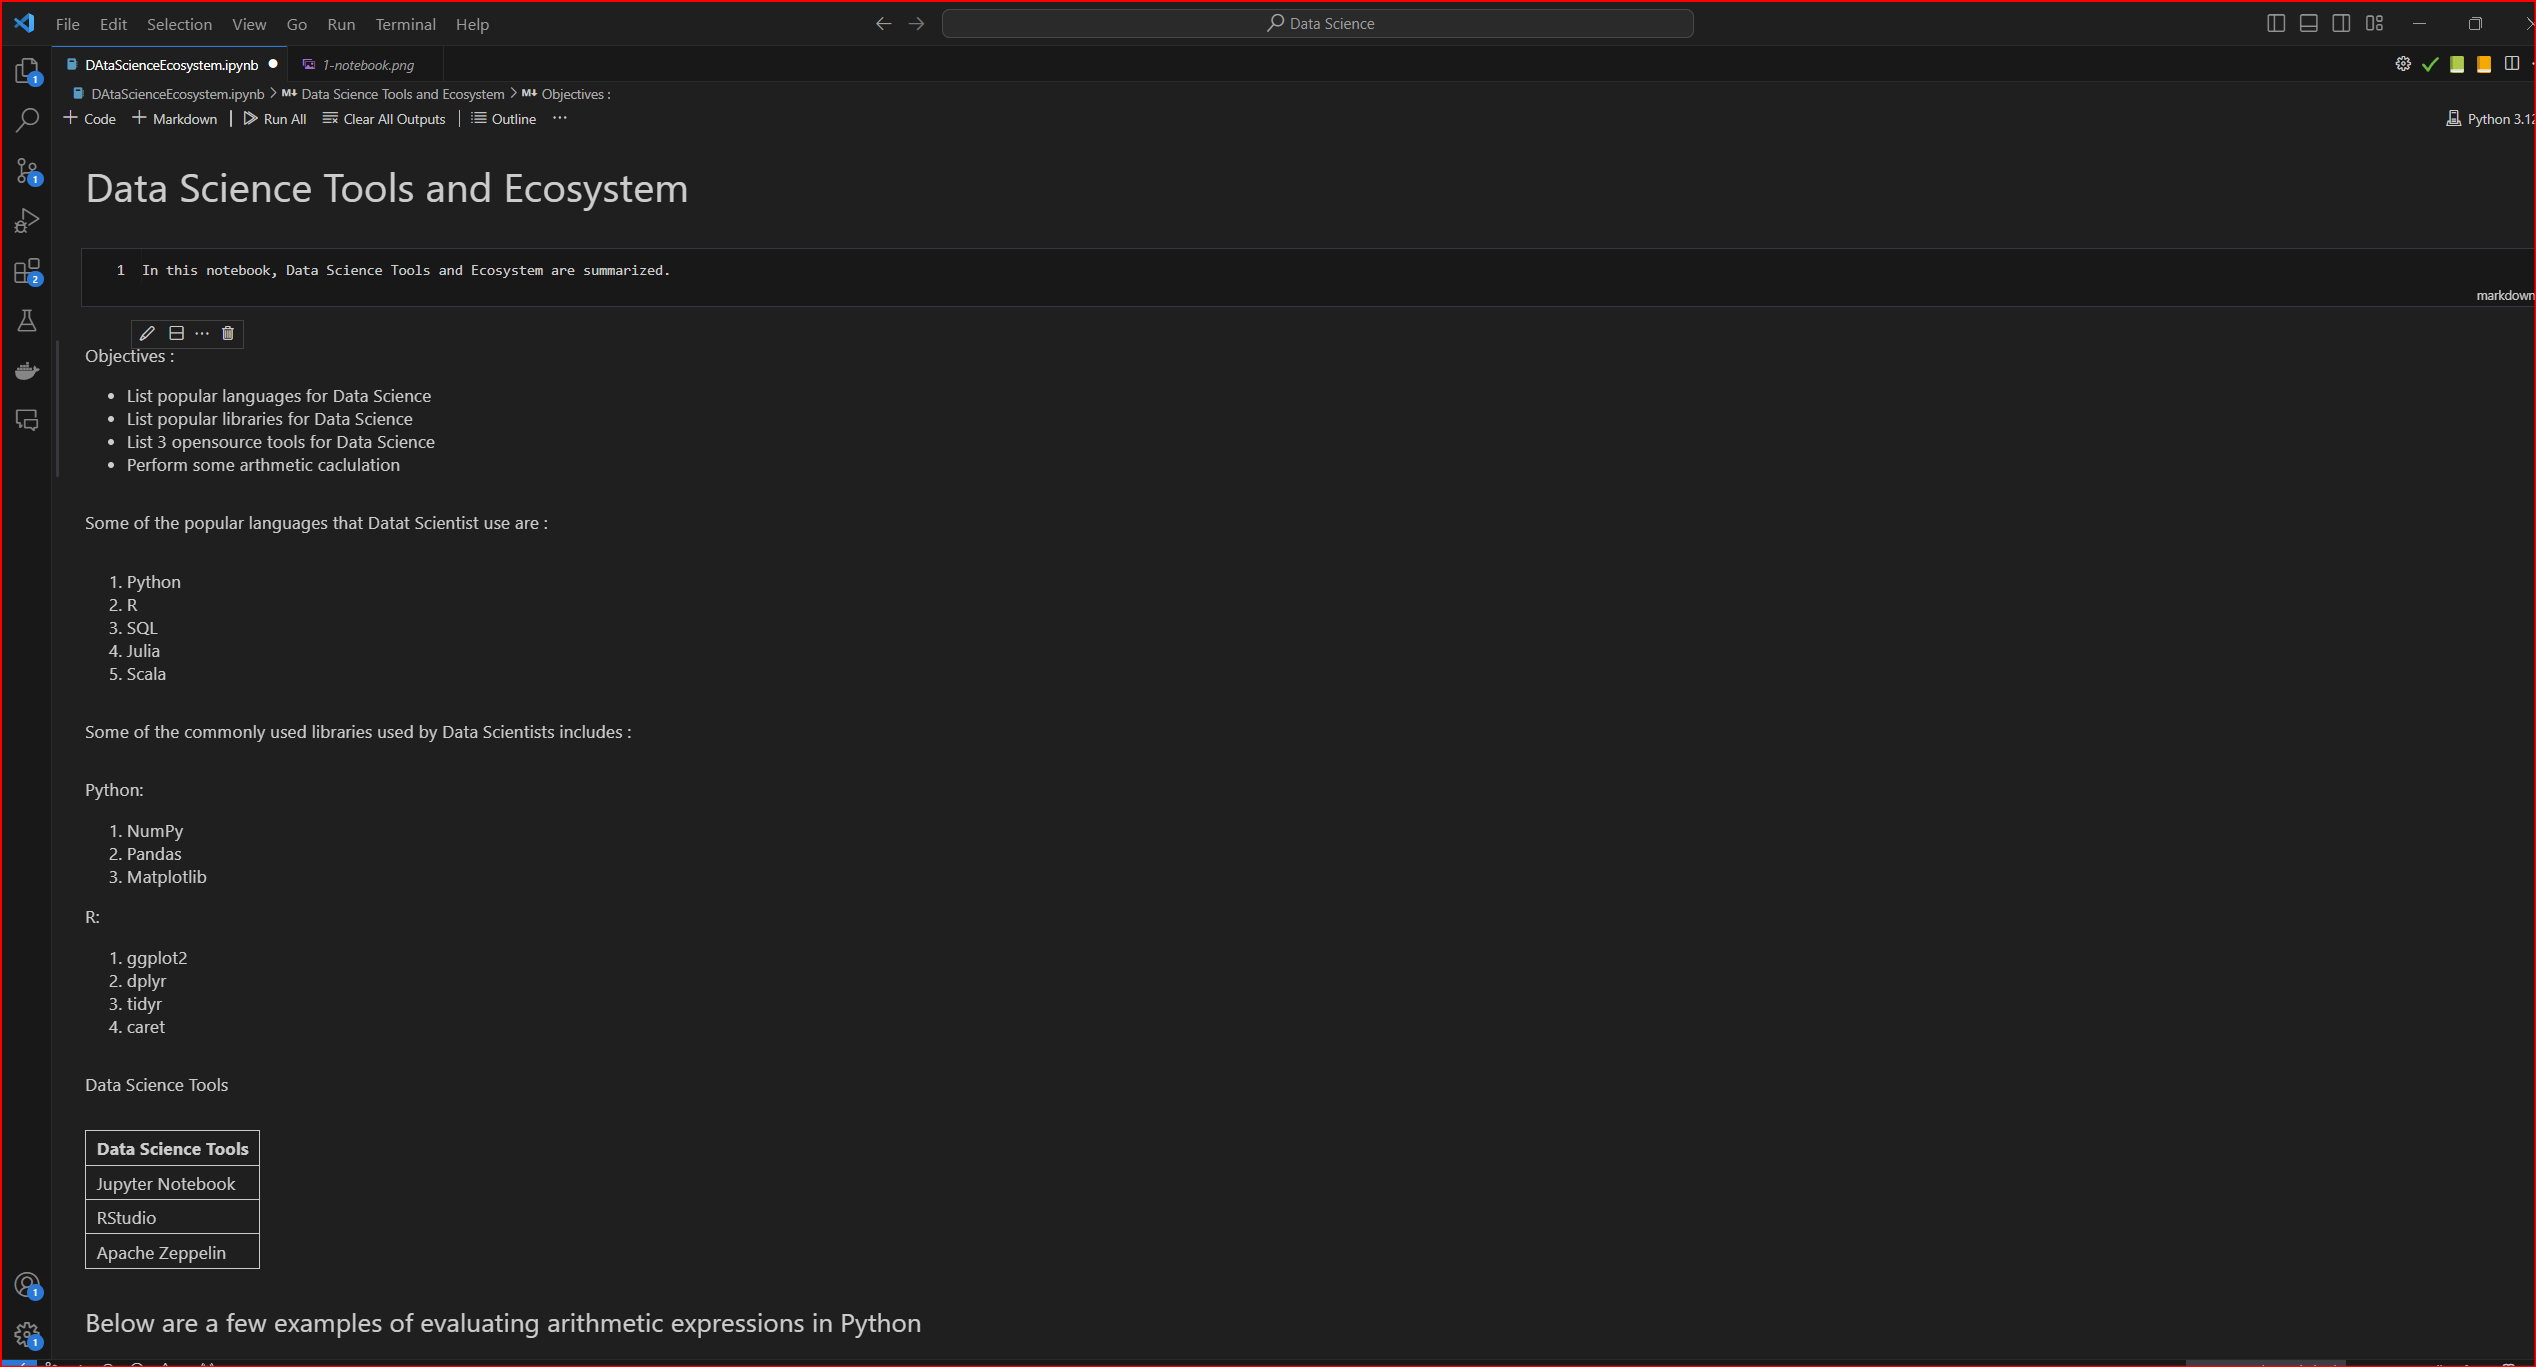 File Edit Selection View Go Run Terminal Help
Data Science
DAtaScienceEcosystem.ipynb
1-notebook.png
DAtaScienceEcosystem.ipynb > M↓ Data Science Tools and Ecosystem > M↓ Objectives :
+ Code + Markdown | Run All Clear All Outputs | Outline ...
Python 3.12
Data Science Tools and Ecosystem
1 In this notebook, Data Science Tools and Ecosystem are summarized.
markdown
Objectives :
• List popular languages for Data Science
• List popular libraries for Data Science
• List 3 opensource tools for Data Science
• Perform some arthmetic caclulation
Some of the popular languages that Datat Scientist use are :
1. Python
2. R
3. SQL
4. Julia
5. Scala
Some of the commonly used libraries used by Data Scientists includes :
Python:
1. NumPy
2. Pandas
3. Matplotlib
R:
1. ggplot2
2. dplyr
3. tidyr
4. caret
Data Science Tools
Data Science Tools
Jupyter Notebook
RStudio
Apache Zeppelin
Below are a few examples of evaluating arithmetic expressions in Python
1
1
2
1
1